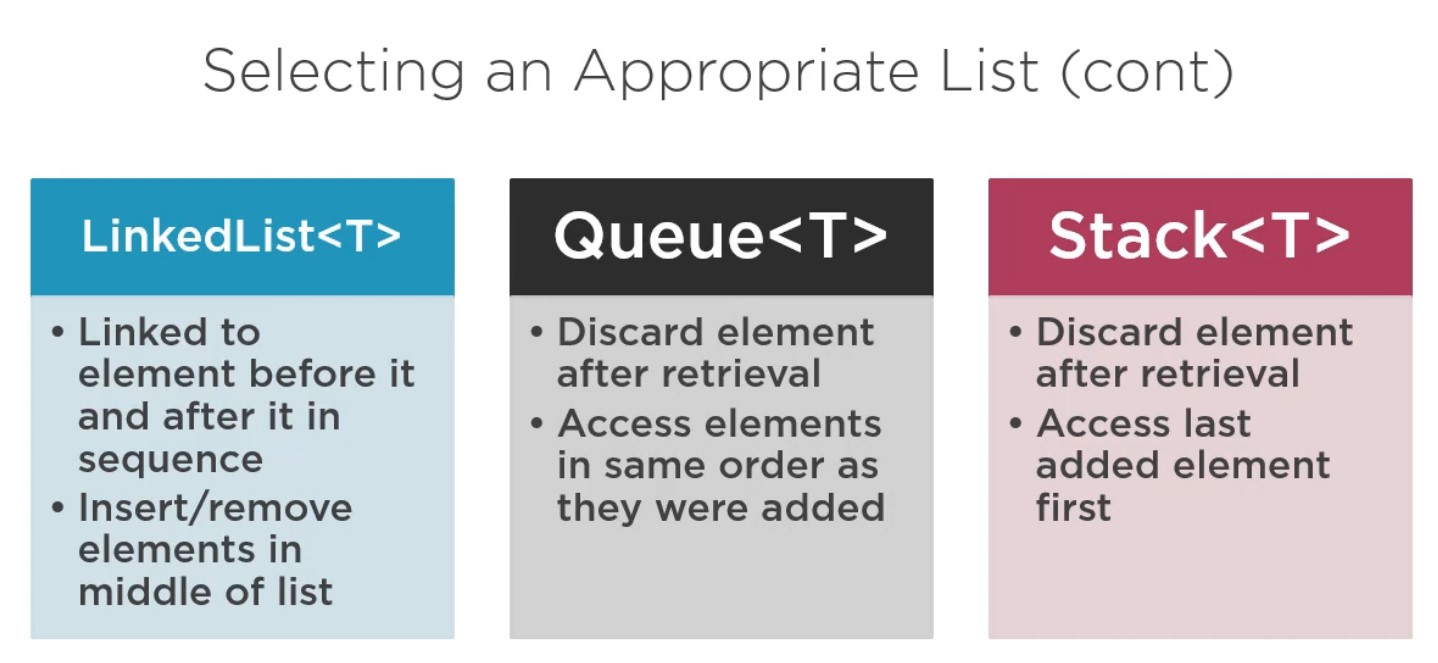 Selecting an Appropriate List (cont)
LinkedList<T>
• Linked to
element before it
and after it in
sequence
• Insert/remove
elements in
middle of list
Queue<T>
• Discard element
after retrieval
• Access elements
in same order as
they were added
Stack<T>
• Discard element
after retrieval
• Access last
added element
first